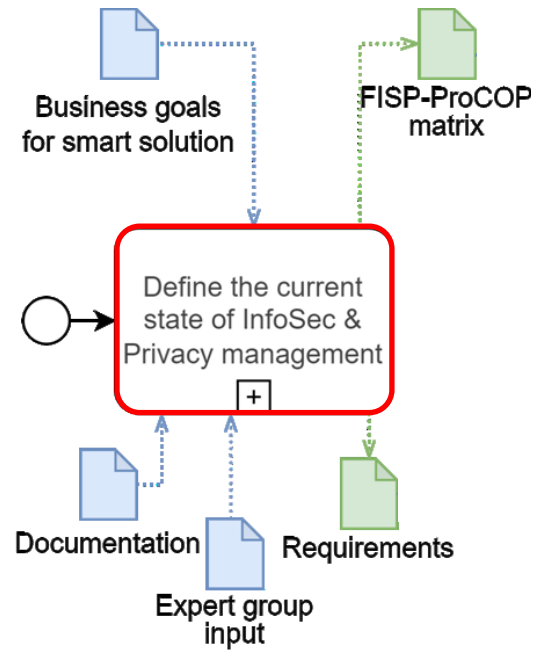 Business goals
for smart solution
FISP-ProCOP
matrix
Define the current
state of InfoSec &
Privacy management
+
Documentation
Requirements
Expert group
input